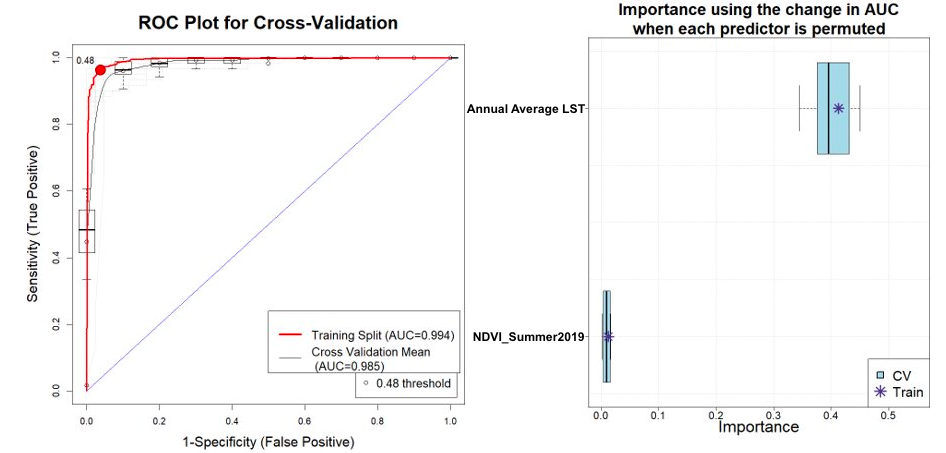 ROC Plot for Cross-Validation
0.48
1.0
0.8
0.6
0.4
0.2
0.0
Sensitivity (True Positive)
0.0 0.2 0.4 0.6 0.8 1.0
1-Specificity (False Positive)
Training Split (AUC=0.994)
Cross Validation Mean
(AUC=0.985)
0.48 threshold
Importance using the change in AUC
when each predictor is permuted
Annual Average LST
NDVI_Summer2019
CV
Train
0.0 0.1 0.2 0.3 0.4 0.5
Importance